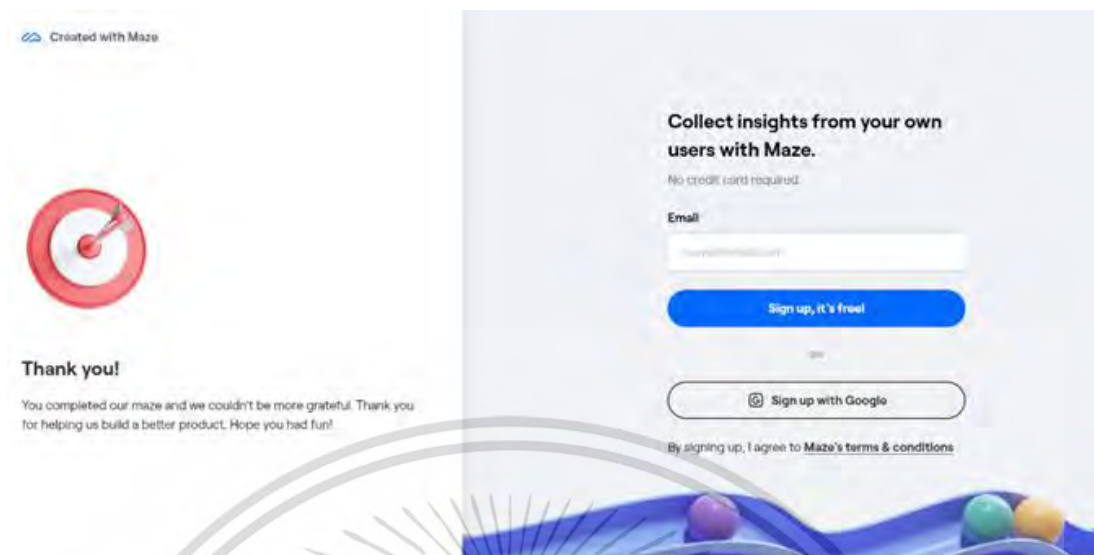 Created with Maze
Thank you!
You completed our maze and we couldn't be more grateful. Thank you
for helping us build a better product. Hope you had fun!
Collect insights from your own
users with Maze.
No credit card required.
Email
Sign up, it's free!
or
Sign up with Google
By signing up, I agree to Maze's terms & conditions